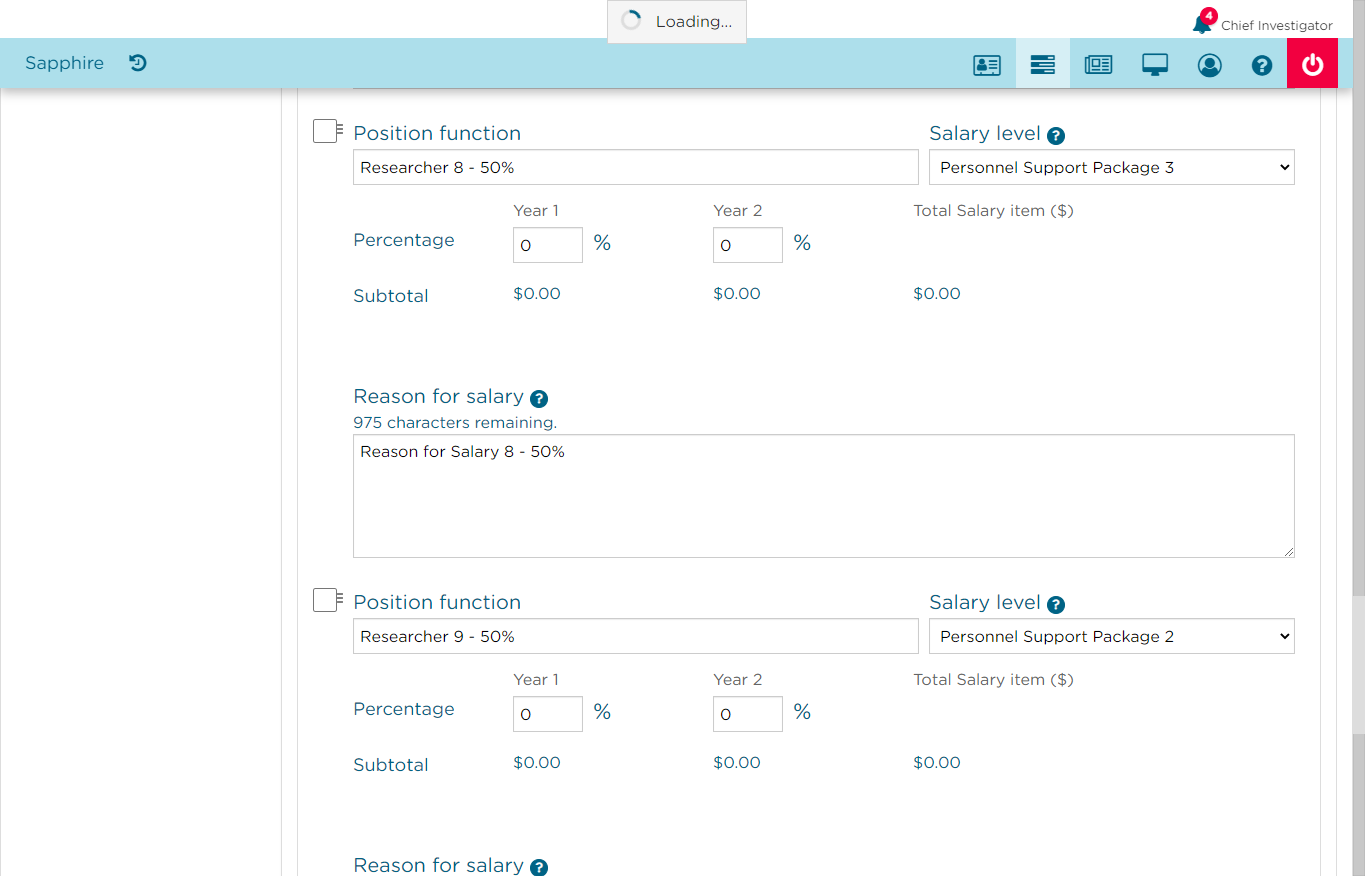 Loading...
4
Chief Investigator
Sapphire
Position function
Salary level ?
Researcher 8 - 50%
Personnel Support Package 3
Year 1
Year 2
Total Salary item ($)
Percentage
0 %
0 %
Subtotal
$0.00
$0.00
$0.00
Reason for salary ?
975 characters remaining.
Reason for Salary 8 - 50%
Position function
Salary level ?
Researcher 9 - 50%
Personnel Support Package 2
Year 1
Year 2
Total Salary item ($)
Percentage
0 %
0 %
Subtotal
$0.00
$0.00
$0.00
Reason for salary ?